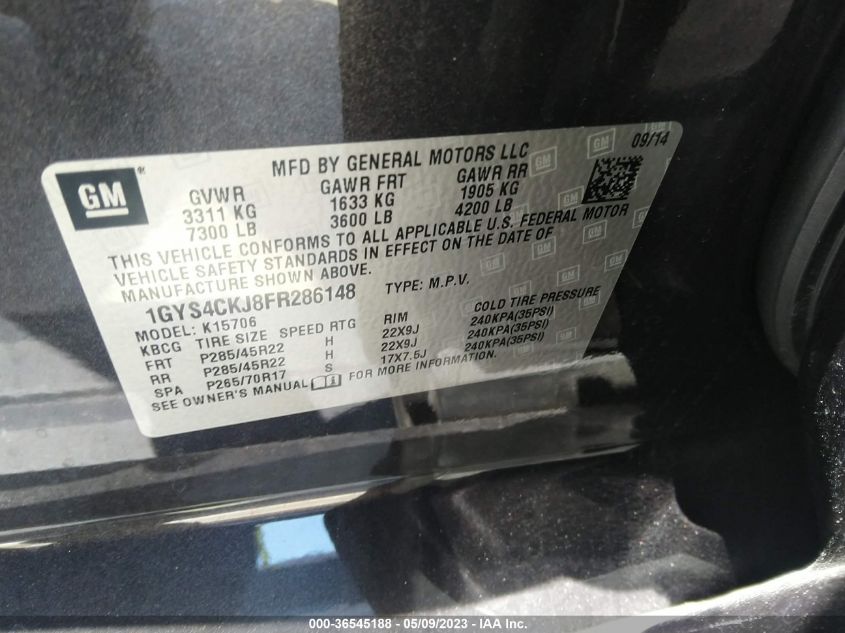 GM
MFD BY GENERAL MOTORS LLC
09/14
GVWR GAWR FRT GAWR RR
3311 KG 1633 KG 1905 KG
7300 LB 3600 LB 4200 LB
THIS VEHICLE CONFORMS TO ALL APPLICABLE U.S. FEDERAL MOTOR
VEHICLE SAFETY STANDARDS IN EFFECT ON THE DATE OF
MANUFACTURE SHOWN ABOVE.
1GYS4CKJ8FR286148 TYPE: M.P.V.
MODEL: K15706
KBCG TIRE SIZE SPEED RTG RIM COLD TIRE PRESSURE
FRT P285/45R22 H 22X9J 240KPA(35PSI)
RR P285/45R22 H 22X9J 240KPA(35PSI)
SPA P265/70R17 S 17X7.5J 240KPA(35PSI)
SEE OWNER'S MANUAL FOR MORE INFORMATION.
000-36545188 - 05/09/2023 - IAA Inc.